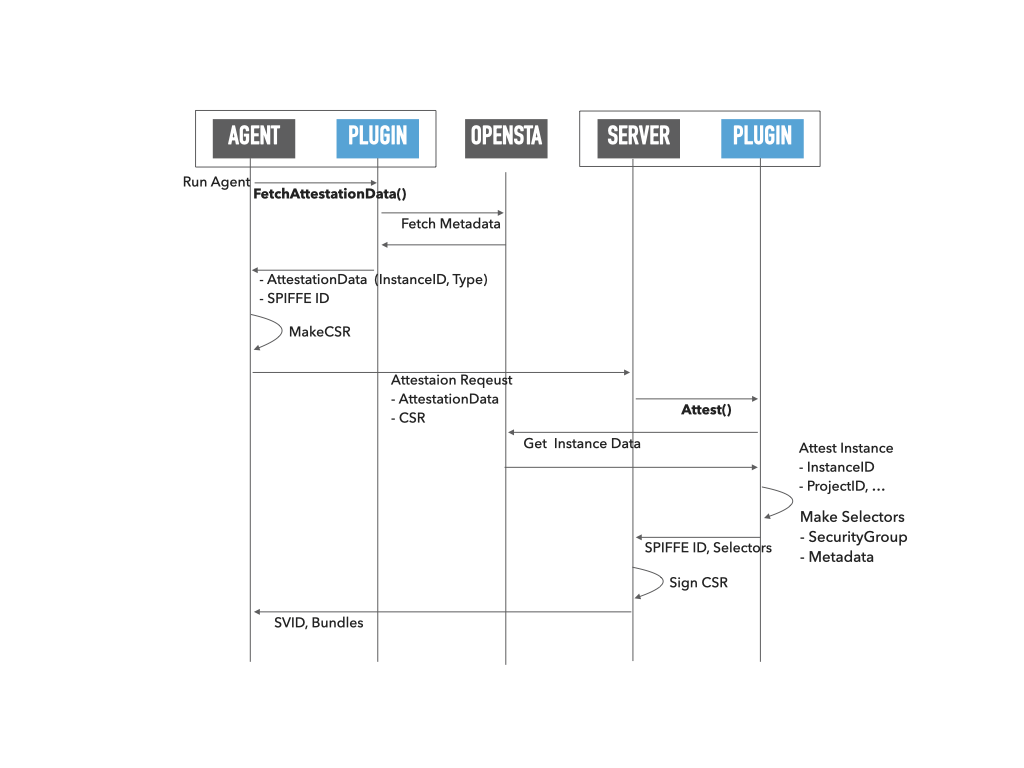 AGENT
PLUGIN
OPENSTA
SERVER
PLUGIN
Run Agent
FetchAttestationData()
Fetch Metadata
- AttestationData (InstanceID, Type)
- SPIFFE ID
MakeCSR
Attestaion Reqeust
- AttestationData
- CSR
Attest()
Get Instance Data
Attest Instance
- InstanceID
- ProjectID, ...
Make Selectors
- SecurityGroup
- Metadata
SPIFFE ID, Selectors
Sign CSR
SVID, Bundles